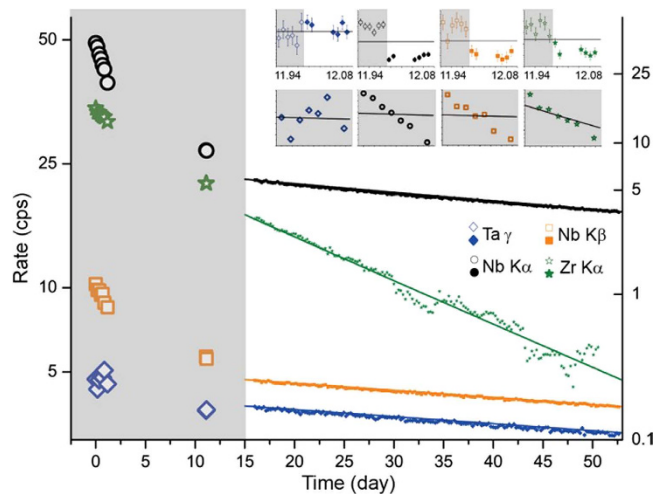 50
25
10
5
Rate (cps)
11.94 12.08 11.94 12.08 11.94 12.08 11.94 12.08
25
10
5
1
0.1
Ta γ
Nb Kβ
Nb Kα
Zr Kα
0 5 10 15 15 20 25 30 35 40 45 50
Time (day)